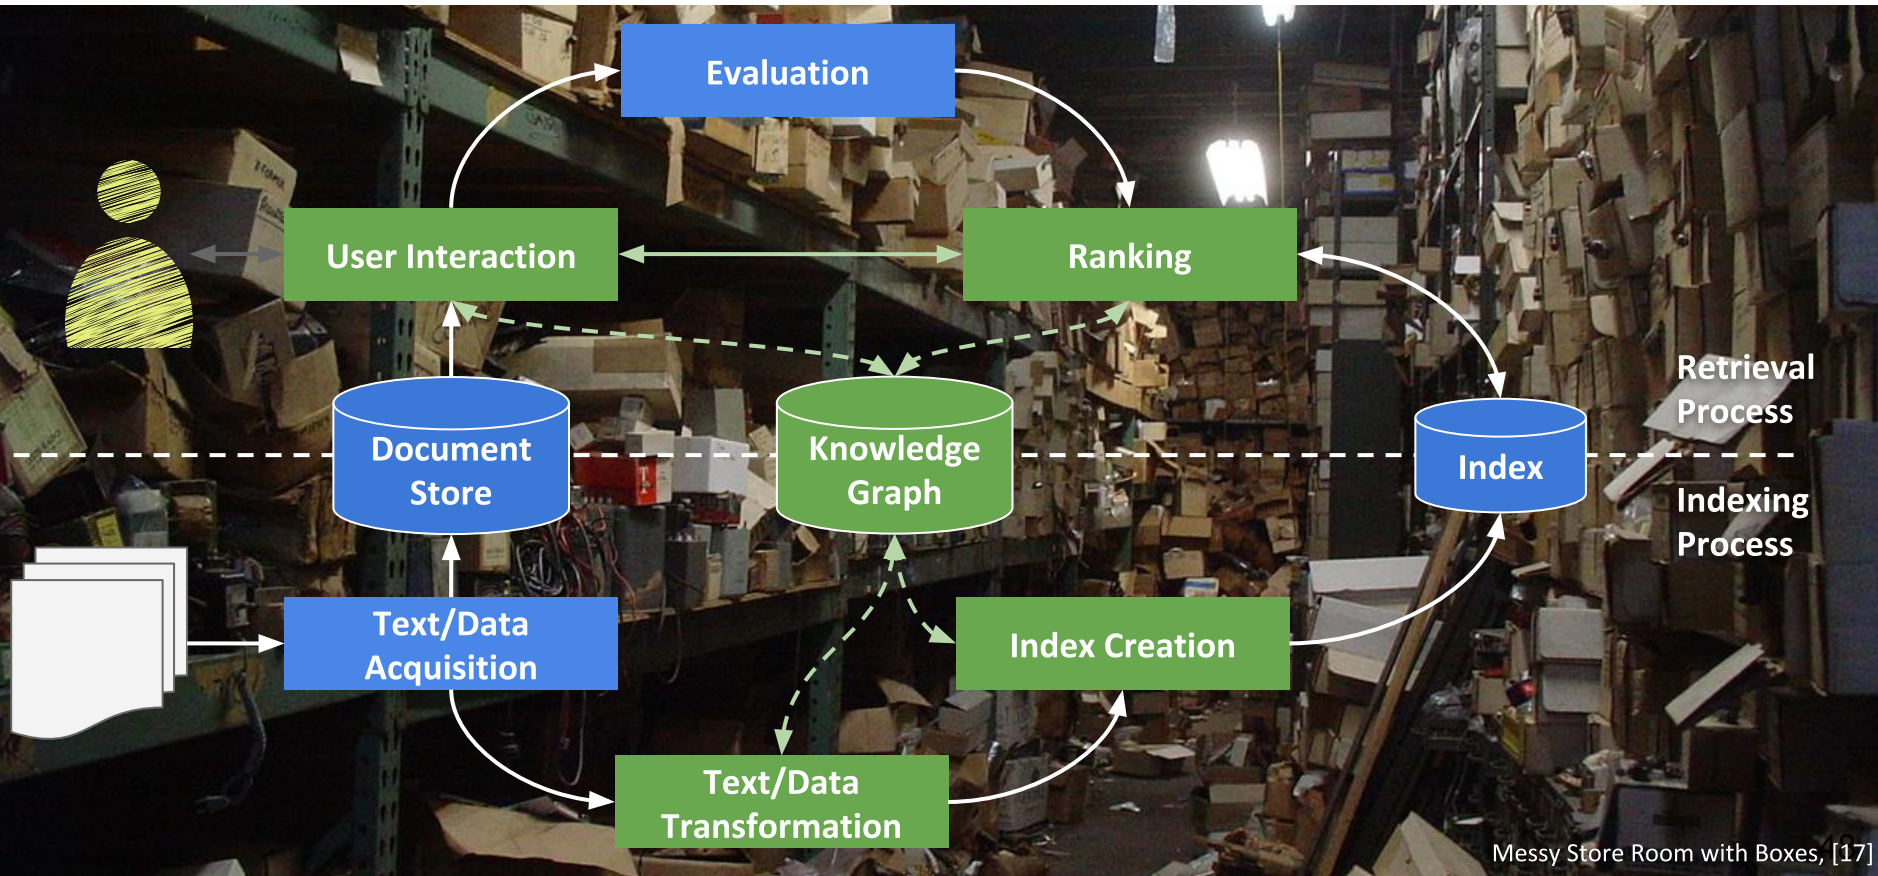 Evaluation
User Interaction
Ranking
Retrieval
Process
Document
Store
Knowledge
Graph
Index
Indexing
Process
Text/Data
Acquisition
Index Creation
Text/Data
Transformation
Messy Store Room with Boxes, [17]